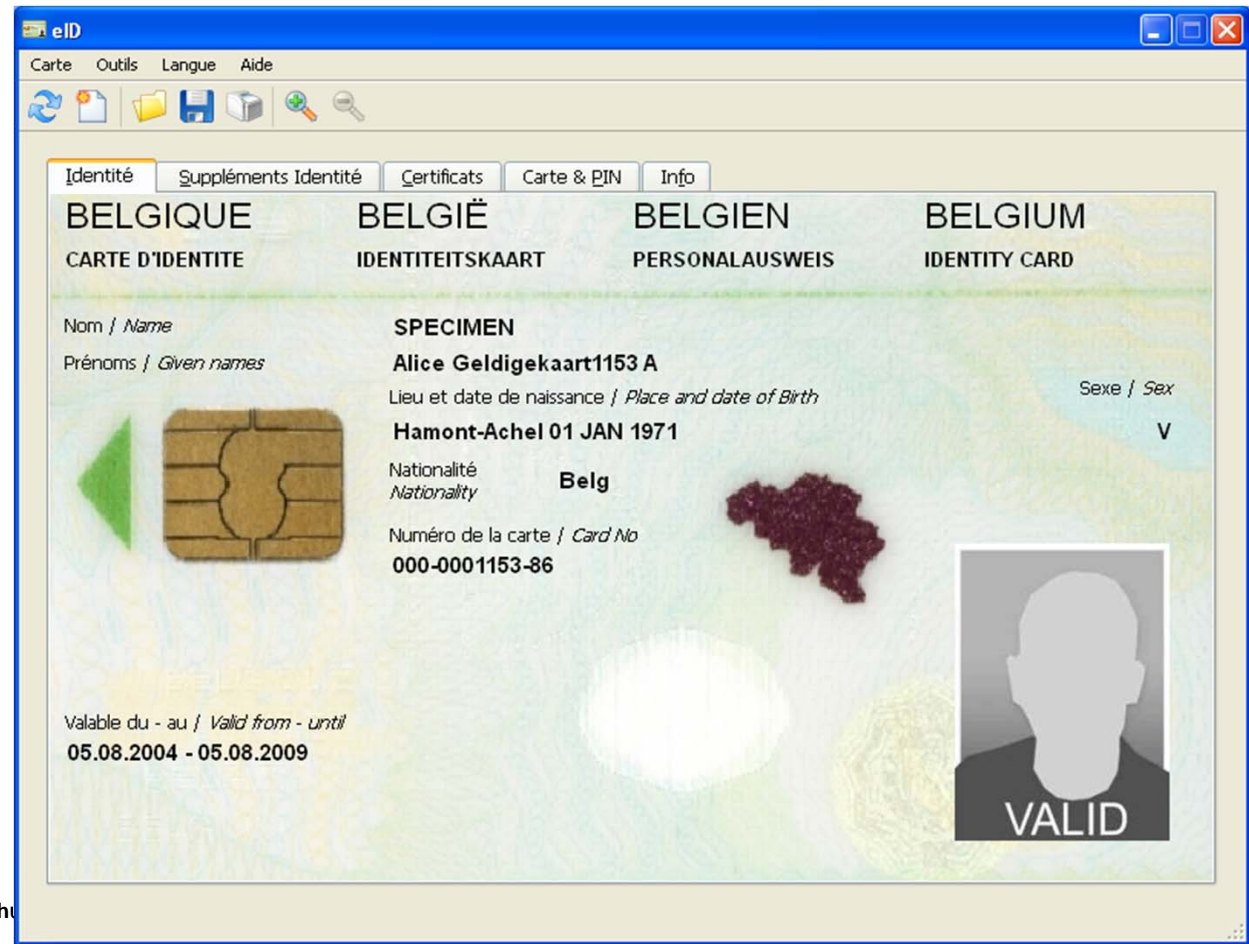 eID
Carte Outils Langue Aide
Identité Suppléments Identité Certificats Carte & PIN Info
BELGIQUE BELGIË BELGIEN BELGIUM
CARTE D'IDENTITE IDENTITEITSKAART PERSONALAUSWEIS IDENTITY CARD
Nom / Name SPECIMEN
Prénoms / Given names Alice Geldigekaart1153 A
Lieu et date de naissance / Place and date of Birth Sexe / Sex
Hamont-Achel 01 JAN 1971 V
Nationalité
Nationality Belg
Numéro de la carte / Card No
000-0001153-86
Valable du - au / Valid from - until
05.08.2004 - 05.08.2009
VALID